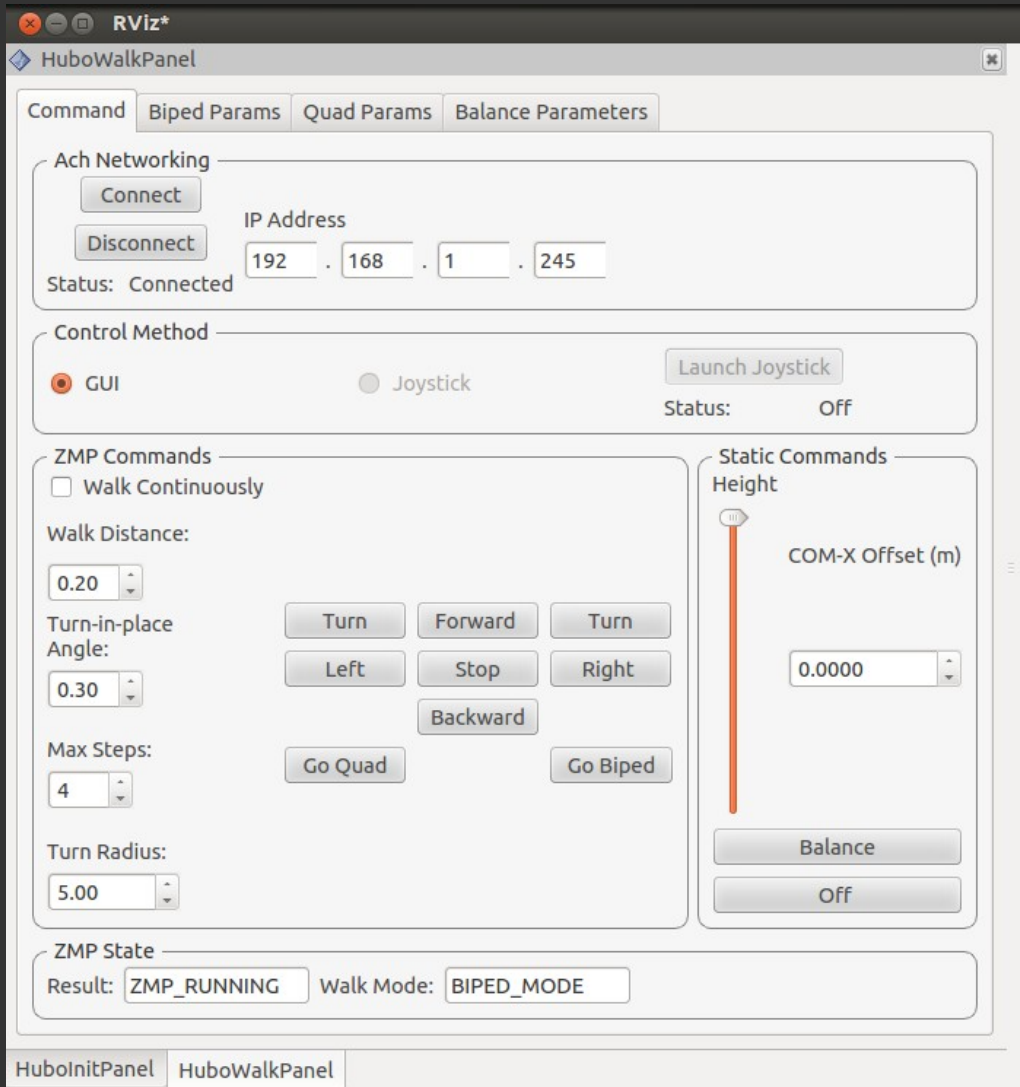 RViz*
HuboWalkPanel
Command Biped Params Quad Params Balance Parameters
Ach Networking
Connect
Disconnect
Status: Connected
IP Address
192 . 168 . 1 . 245
Control Method
GUI Joystick
Launch Joystick
Status: Off
ZMP Commands
Walk Continuously
Walk Distance:
0.20
Turn-in-place
Angle:
0.30
Max Steps:
4
Turn Radius:
5.00
Turn Forward Turn
Left Stop Right
Backward
Go Quad Go Biped
Static Commands
Height
COM-X Offset (m)
0.0000
Balance
Off
ZMP State
Result: ZMP_RUNNING Walk Mode: BIPED_MODE
HuboInitPanel HuboWalkPanel